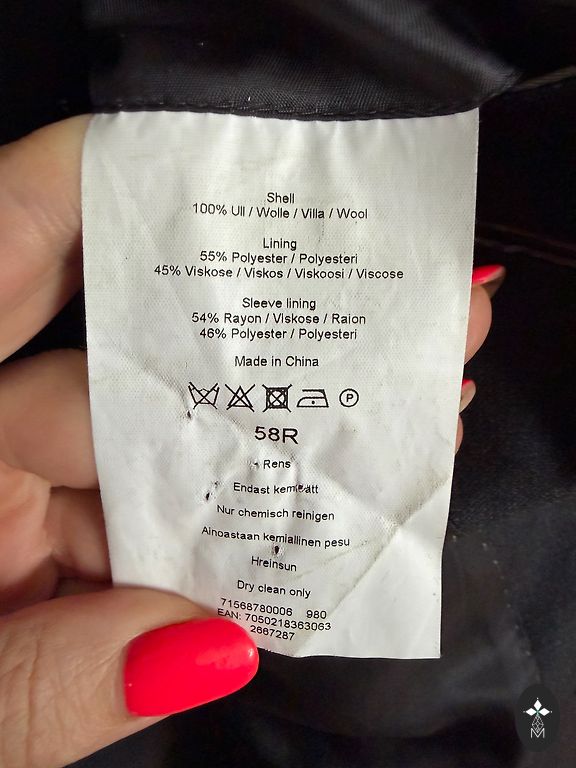 Shell
100% Ull / Wolle / Villa / Wool
Lining
55% Polyester / Polyesteri
45% Viskose / Viskos / Viskoosi / Viscose
Sleeve lining
54% Rayon / Viskose / Raion
46% Polyester / Polyesteri
Made in China
P
58R
Rens
Endast kemtvätt
Nur chemisch reinigen
Ainoastaan kemiallinen pesu
Hreinsun
Dry clean only
71568780006 980
EAN: 7050218363063
2667287